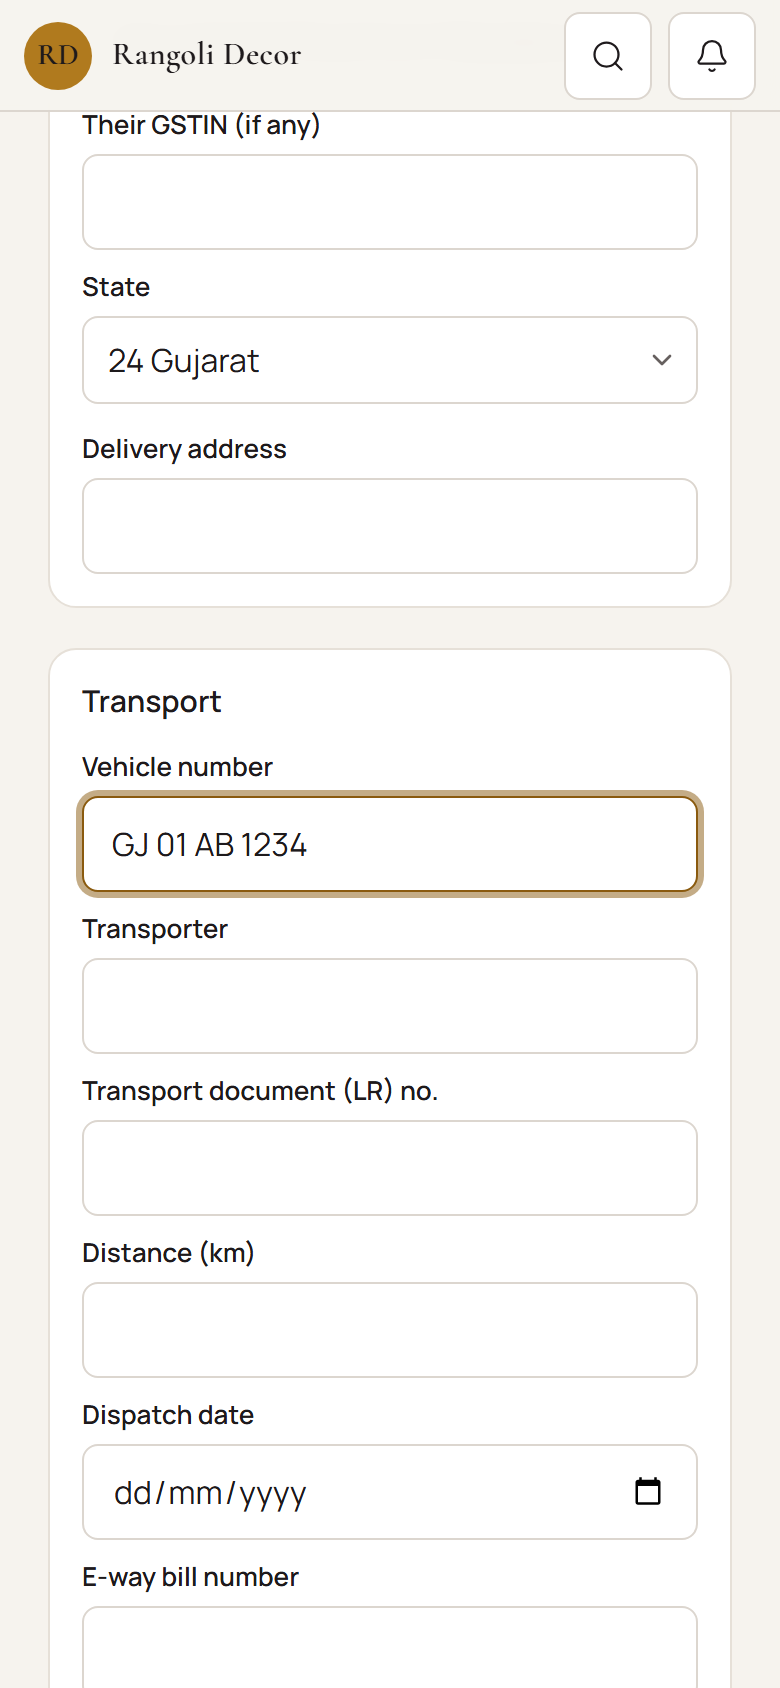 RD Rangoli Decor
Their GSTIN (if any)
State
24 Gujarat
Delivery address
Transport
Vehicle number
GJ 01 AB 1234
Transporter
Transport document (LR) no.
Distance (km)
Dispatch date
dd/mm/yyyy
E-way bill number